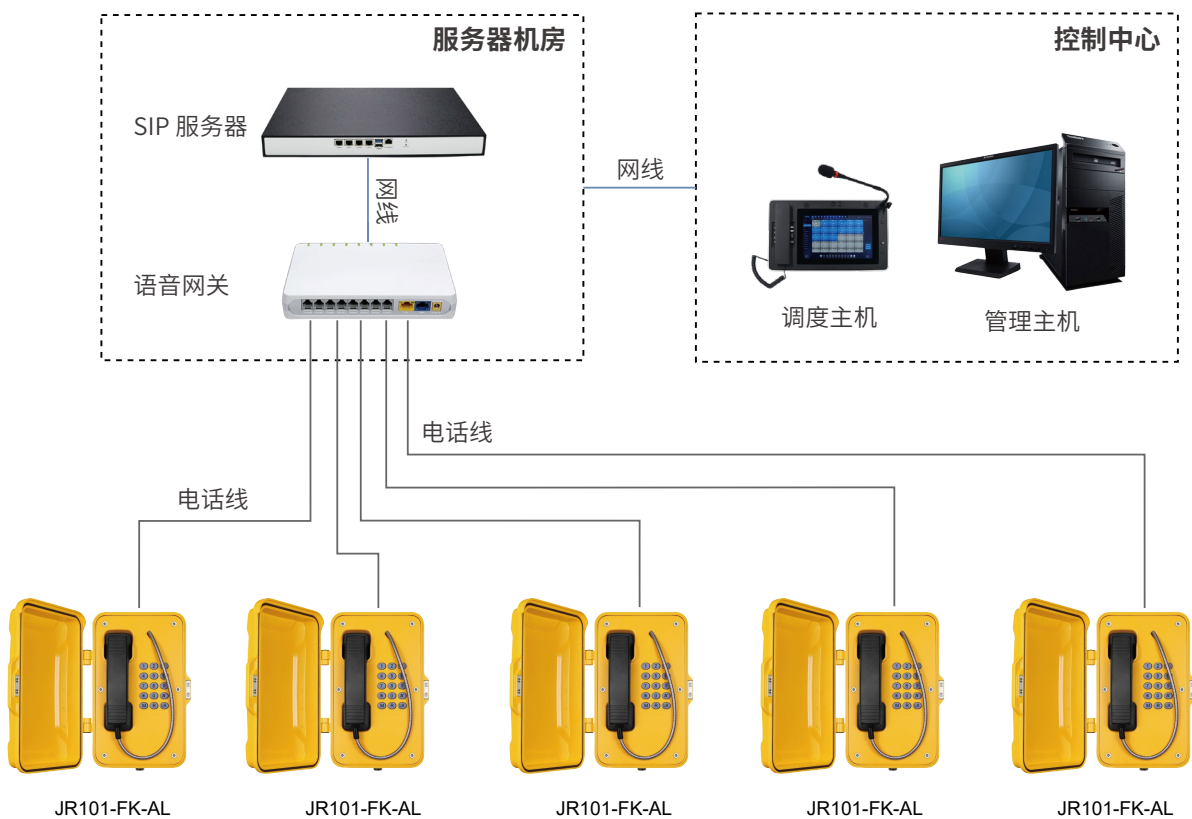 服务器机房
控制中心
SIP 服务器
网线
网线
语音网关
调度主机
管理主机
电话线
电话线
JR101-FK-AL
JR101-FK-AL
JR101-FK-AL
JR101-FK-AL
JR101-FK-AL